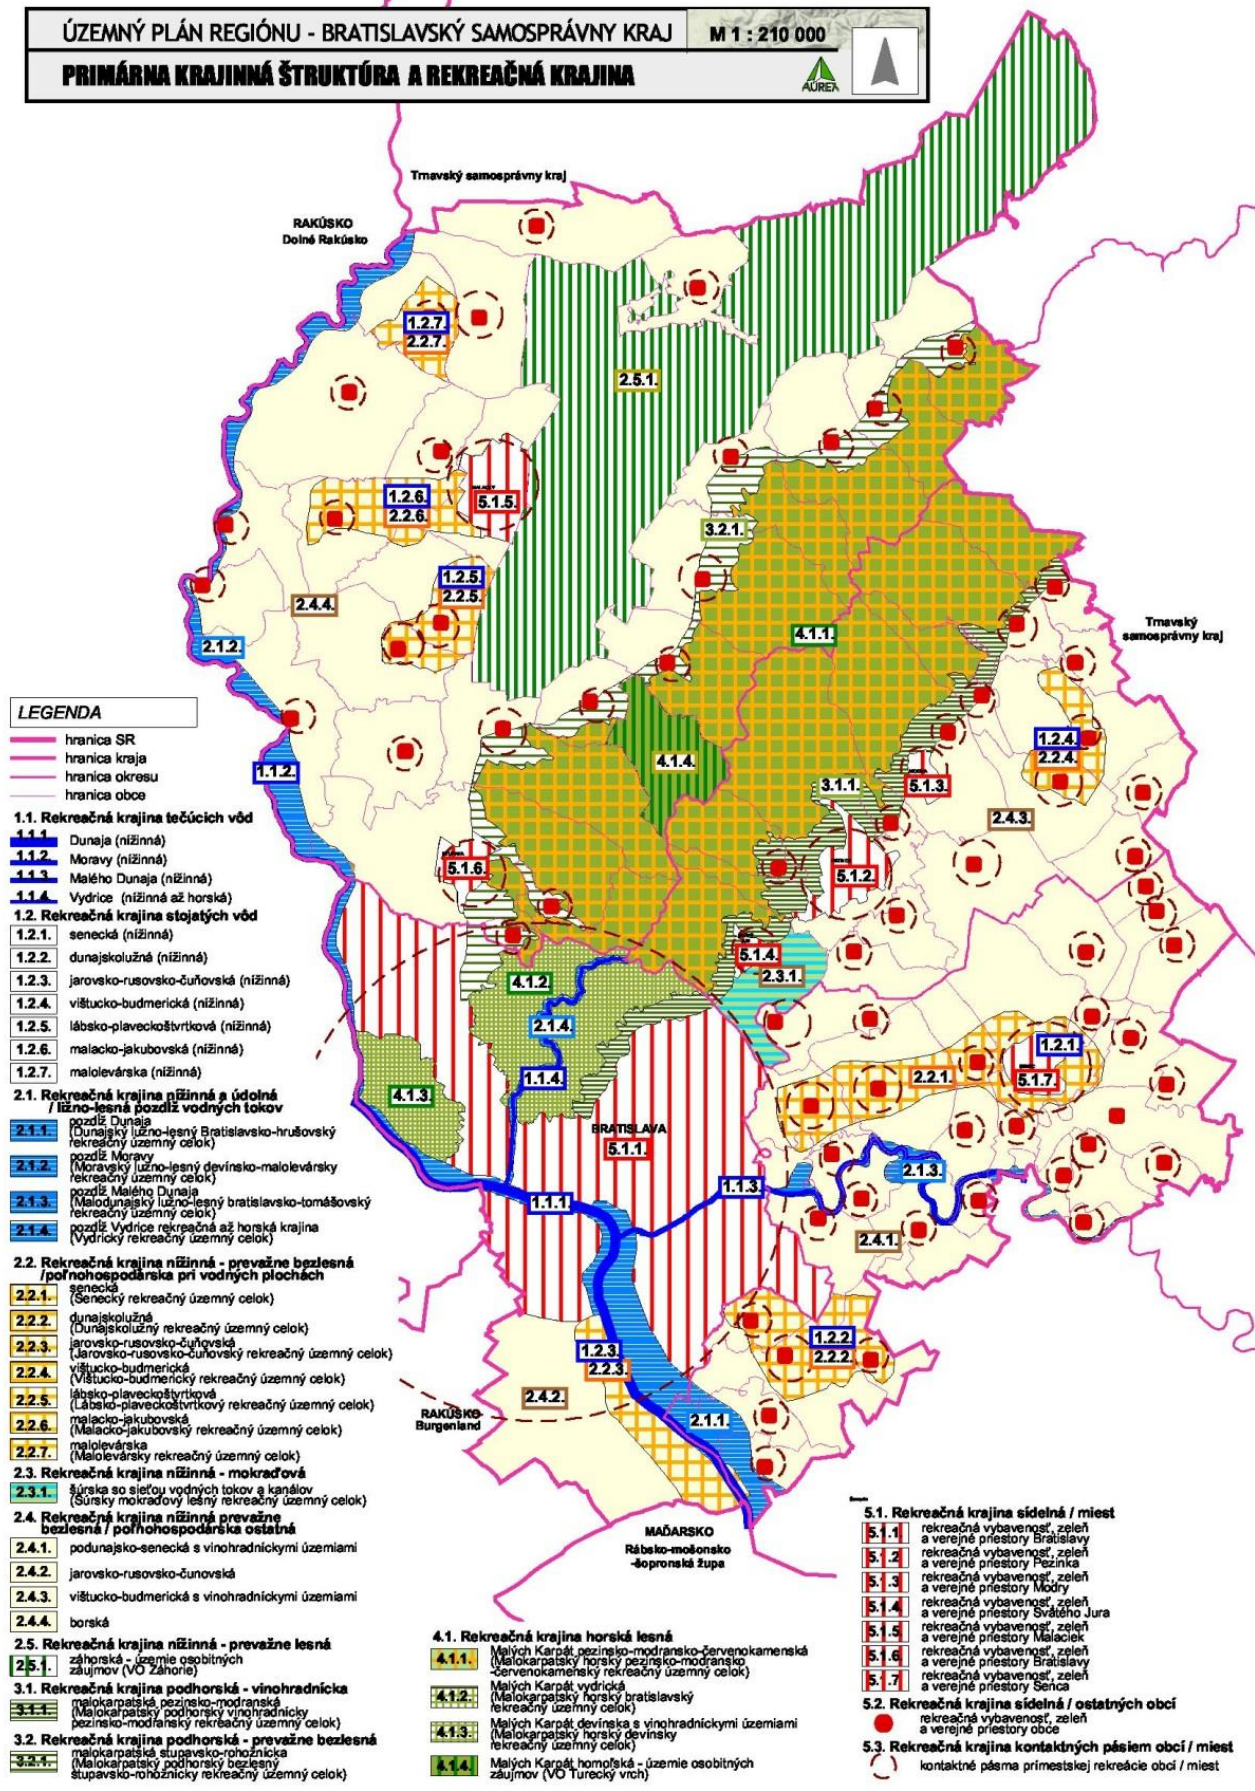 ÚZEMNÝ PLÁN REGIÓNU - BRATISLAVSKÝ SAMOSPRÁVNY KRAJ
M 1 : 210 000
PRIMÁRNA KRAJINNÁ ŠTRUKTÚRA A REKREAČNÁ KRAJINA
AUREX
Trnavský samosprávny kraj
RAKÚSKO
Dolné Rakúsko
1.2.7.
2.2.7.
2.5.1.
1.2.6.
2.2.6.
5.1.5.
3.2.1.
1.2.5.
2.2.5.
2.4.4.
2.1.2.
4.1.1.
Trnavský
samosprávny kraj
1.2.4.
2.2.4.
4.1.4.
1.1.2.
3.1.1.
5.1.3.
2.4.3.
5.1.6.
5.1.2.
5.1.4.
2.3.1.
4.1.2.
2.1.4.
1.2.1.
1.1.4.
2.2.1.
5.1.7.
4.1.3.
BRATISLAVA
5.1.1.
2.1.3.
1.1.3.
1.1.1.
2.4.1.
1.2.2.
2.2.2.
1.2.3.
2.2.3.
2.4.2.
2.1.1.
RAKÚSKO
Burgenland
MAĎARSKO
Rábsko-mošonsko
-šopronská župa
LEGENDA
hranica SR
hranica kraja
hranica okresu
hranica obce
1.1. Rekreačná krajina tečúcich vôd
1.1.1. Dunaja (nížinná)
1.1.2. Moravy (nížinná)
1.1.3. Malého Dunaja (nížinná)
1.1.4. Vydrice (nížinná až horská)
1.2. Rekreačná krajina stojatých vôd
1.2.1. senecká (nížinná)
1.2.2. dunajskolužná (nížinná)
1.2.3. jarovsko-rusovsko-čuňovská (nížinná)
1.2.4. vištucko-budmerická (nížinná)
1.2.5. lábsko-plaveckoštvrtková (nížinná)
1.2.6. malacko-jakubovská (nížinná)
1.2.7. malolevárska (nížinná)
2.1. Rekreačná krajina nížinná a údolná
/ lížno-lesná pozdĺž vodných tokov
2.1.1. pozdĺž Dunaja
(Dunajský lužno-lesný Bratislavsko-hrušovský
rekreačný územný celok)
2.1.2. pozdĺž Moravy
(Moravský lužno-lesný devínsko-malolevársky
rekreačný územný celok)
2.1.3. pozdĺž Malého Dunaja
(Malodunajský lužno-lesný bratislavsko-tomášovský
rekreačný územný celok)
2.1.4. pozdĺž Vydrice rekreačná až horská krajina
(Vydrický rekreačný územný celok)
2.2. Rekreačná krajina nížinná - prevažne bezlesná
/poľnohospodárska pri vodných plochách
2.2.1. senecká
(Senecký rekreačný územný celok)
2.2.2. dunajskolužná
(Dunajskolužný rekreačný územný celok)
2.2.3. jarovsko-rusovsko-čuňovská
(Jarovsko-rusovsko-čuňovský rekreačný územný celok)
2.2.4. vištucko-budmerická
(Vištucko-budmerický rekreačný územný celok)
2.2.5. lábsko-plaveckoštvrtková
(Lábsko-plaveckoštvrtkový rekreačný územný celok)
2.2.6. malacko-jakubovská
(Malacko-jakubovský rekreačný územný celok)
2.2.7. malolevárska
(Malolevársky rekreačný územný celok)
2.3. Rekreačná krajina nížinná - mokraďová
2.3.1. šúrska so sieťou vodných tokov a kanálov
(Šúrsky mokraďový lesný rekreačný územný celok)
2.4. Rekreačná krajina nížinná prevažne
bezlesná / poľnohospodárska ostatná
2.4.1. podunajsko-senecká s vinohradníckymi územiami
2.4.2. jarovsko-rusovsko-čunovská
2.4.3. vištucko-budmerická s vinohradníckymi územiami
2.4.4. borská
2.5. Rekreačná krajina nížinná - prevažne lesná
2.5.1. záhorská - územie osobitných
záujmov (VO Záhorie)
3.1. Rekreačná krajina podhorská - vinohradnícka
3.1.1. malokarpatská pezinsko-modranská
(Malokarpatský podhorský vinohradnícky
pezinsko-modranský rekreačný územný celok)
3.2. Rekreačná krajina podhorská - prevažne bezlesná
3.2.1. malokarpatská stupavsko-rohožnícka
(Malokarpatský podhorský bezlesný
stupavsko-rohožnícky rekreačný územný celok)
4.1. Rekreačná krajina horská lesná
4.1.1. Malých Karpát pezinsko-modransko-červenokamenská
(Malokarpatský horský pezinsko-modransko
-červenokamenský rekreačný územný celok)
4.1.2. Malých Karpát vydrická
(Malokarpatský horský bratislavský
rekreačný územný celok)
4.1.3. Malých Karpát devínska s vinohradníckymi územiami
(Malokarpatský horský devínsky
rekreačný územný celok)
4.1.4. Malých Karpát homoľská - územie osobitných
záujmov (VO Turecký vrch)
5.1. Rekreačná krajina sídelná / miest
5.1.1 rekreačná vybavenosť, zeleň
a verejné priestory Bratislavy
5.1.2 rekreačná vybavenosť, zeleň
a verejné priestory Pezinka
5.1.3 rekreačná vybavenosť, zeleň
a verejné priestory Modry
5.1.4 rekreačná vybavenosť, zeleň
a verejné priestory Svätého Jura
5.1.5 rekreačná vybavenosť, zeleň
a verejné priestory Malaciek
5.1.6 rekreačná vybavenosť, zeleň
a verejné priestory Bratislavy
5.1.7 rekreačná vybavenosť, zeleň
a verejné priestory Senca
5.2. Rekreačná krajina sídelná / ostatných obcí
rekreačná vybavenosť, zeleň
a verejné priestory obce
5.3. Rekreačná krajina kontaktných pásiem obcí / miest
kontaktné pásma prímestskej rekreácie obcí / miest